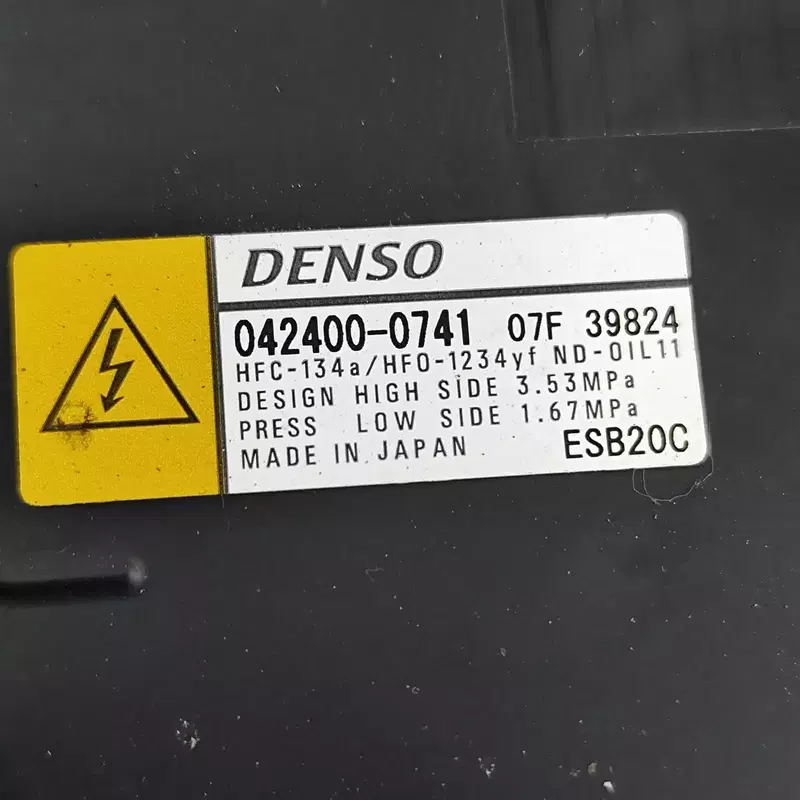 DENSO
042400-0741 07F 39824
HFC-134a/HFO-1234yf ND-OIL11
DESIGN HIGH SIDE 3.53MPa
PRESS LOW SIDE 1.67MPa
MADE IN JAPAN ESB20C